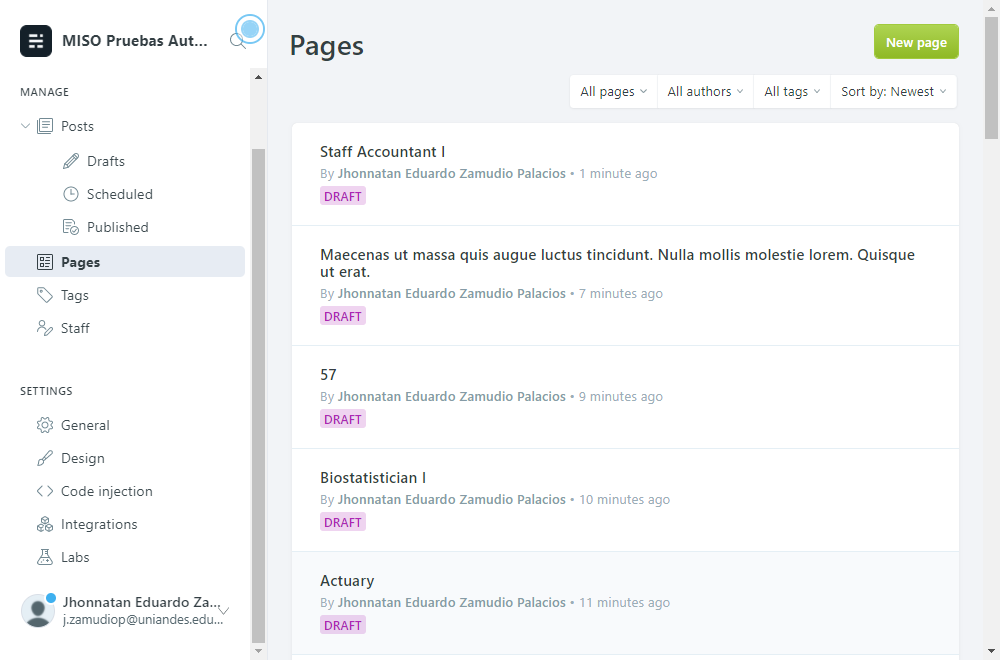 MISO Pruebas Aut...
MANAGE
Posts
Drafts
Scheduled
Published
Pages
Tags
Staff
SETTINGS
General
Design
Code injection
Integrations
Labs
Jhonnatan Eduardo Za...
j.zamudiop@uniandes.edu...
Pages
New page
All pages
All authors
All tags
Sort by: Newest
Staff Accountant I
By Jhonnatan Eduardo Zamudio Palacios • 1 minute ago
DRAFT
Maecenas ut massa quis augue luctus tincidunt. Nulla mollis molestie lorem. Quisque
ut erat.
By Jhonnatan Eduardo Zamudio Palacios • 7 minutes ago
DRAFT
57
By Jhonnatan Eduardo Zamudio Palacios • 9 minutes ago
DRAFT
Biostatistician I
By Jhonnatan Eduardo Zamudio Palacios • 10 minutes ago
DRAFT
Actuary
By Jhonnatan Eduardo Zamudio Palacios • 11 minutes ago
DRAFT